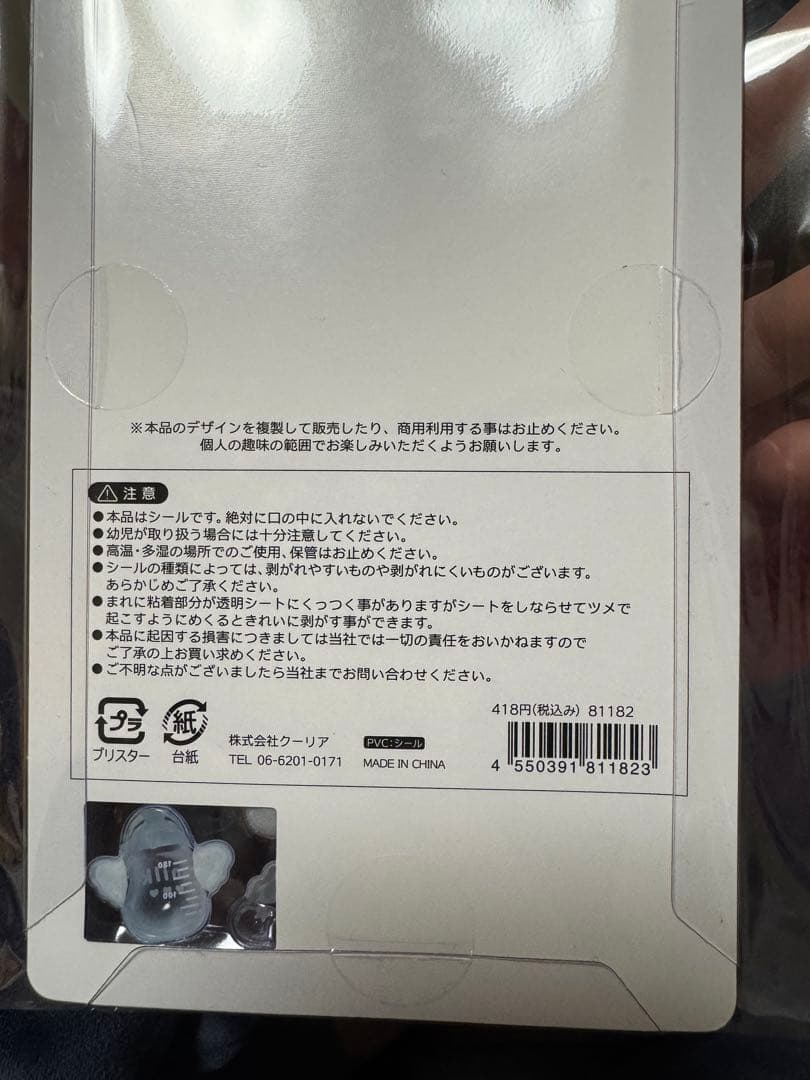 ※本品のデザインを複製して販売したり、商用利用する事はお止めください。
個人の趣味の範囲でお楽しみいただくようお願いします。
注意
●本品はシールです。絶対に口の中に入れないでください。
●幼児が取り扱う場合には十分注意してください。
●高温・多湿の場所でのご使用、保管はお止めください。
●シールの種類によっては、剥がれやすいものや剥がれにくいものがございます。
あらかじめご了承ください。
●まれに粘着部分が透明シートにくっつく事がありますがシートをしならせてツメで
起こすようにめくるときれいに剥がす事ができます。
●本品に起因する損害につきましては当社では一切の責任をおいかねますので
ご了承の上お買い求めください。
●ご不明な点がございましたら当社までお問い合わせください。
プラ
ブリスター
紙
台紙
株式会社クーリア
TEL 06-6201-0171
PVC:シール
MADE IN CHINA
418円(税込み) 81182
4 550391 811823
150
100